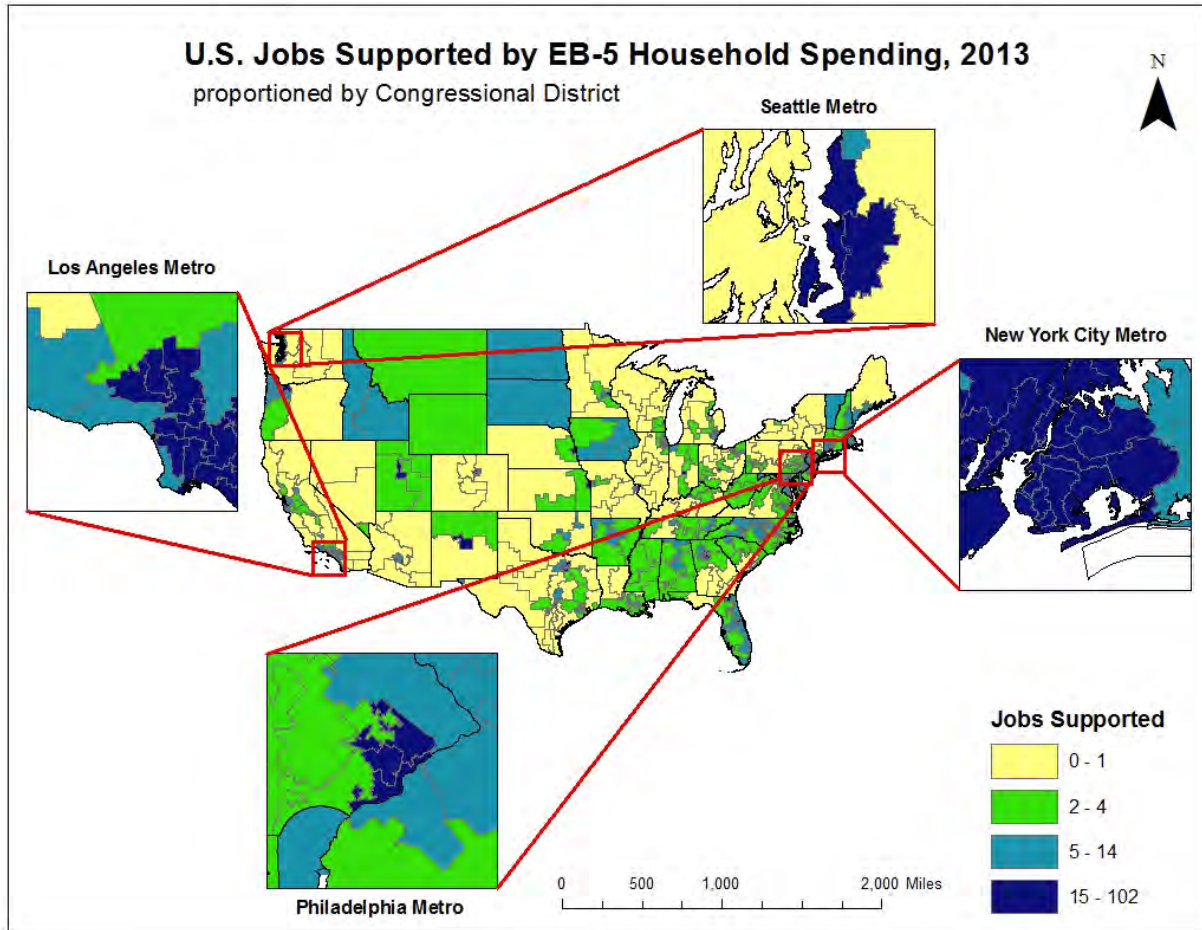 U.S. Jobs Supported by EB-5 Household Spending, 2013
proportioned by Congressional District
N
Seattle Metro
Los Angeles Metro
New York City Metro
Philadelphia Metro
Jobs Supported
0 - 1
2 - 4
5 - 14
15 - 102
0 500 1,000 2,000 Miles